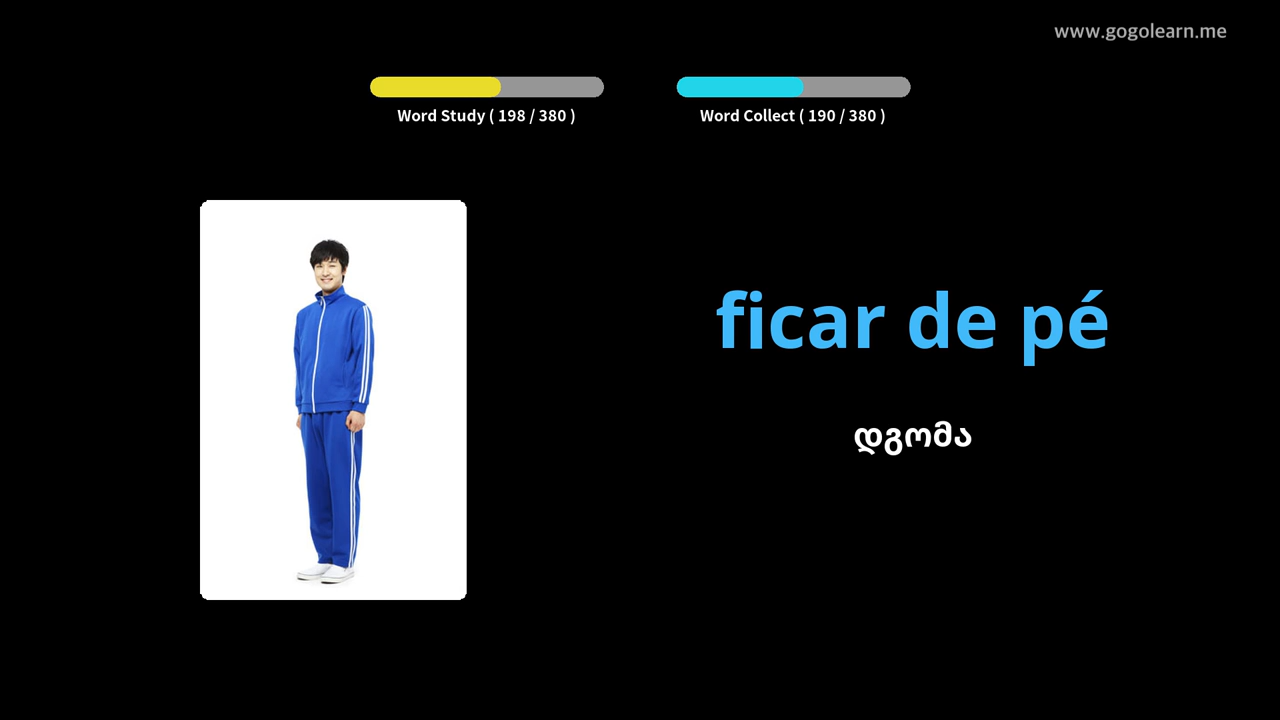 www.gogolearn.me
Word Study ( 198 / 380 )
Word Collect ( 190 / 380 )
ficar de pé
დგომა